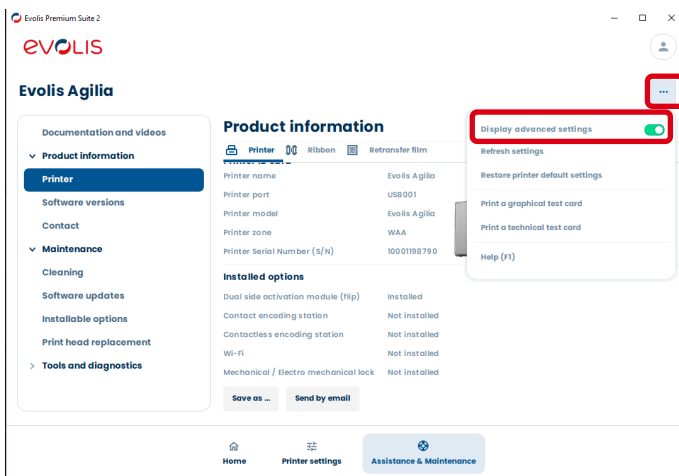 Evolis Premium Suite 2
evolis
Evolis Agilia
...
Documentation and videos
Product information
Printer
Software versions
Contact
Maintenance
Cleaning
Software updates
Installable options
Print head replacement
Tools and diagnostics
Product information
Printer Ribbon Retransfer film
Printer name Evolis Agilia
Printer port USB001
Printer model Evolis Agilia
Printer zone WAA
Printer Serial Number (S/N) 10001198790
Installed options
Dual side activation module (flip) Installed
Contact encoding station Not installed
Contactless encoding station Not installed
Wi-Fi Not installed
Mechanical / Electro mechanical lock Not installed
Save as ... Send by email
Display advanced settings
Refresh settings
Restore printer default settings
Print a graphical test card
Print a technical test card
Help (F1)
Home Printer settings Assistance & Maintenance